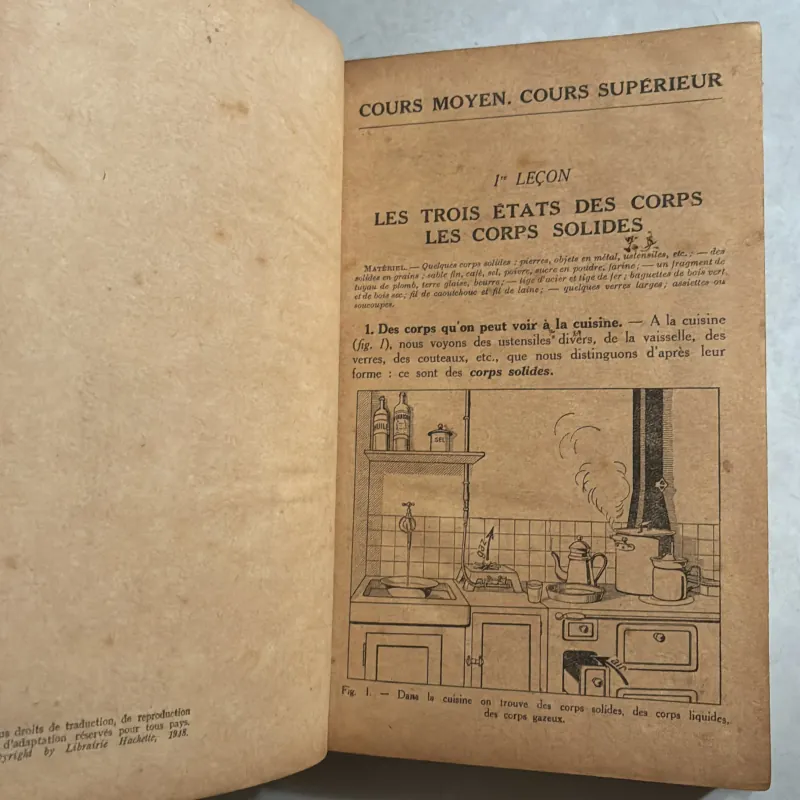 droits de traduction, de reproduction
d'adaptation réservés pour tous pays.
by Librairie Hachette, 1948.
COURS MOYEN. COURS SUPÉRIEUR
Ire LEÇON
LES TROIS ÉTATS DES CORPS
LES CORPS SOLIDES
MATÉRIEL. — Quelques corps solides : pierres, objets en métal, ustensiles, etc.; — des
solides en grains : sable fin, café, sel, poivre, sucre en poudre, farine; — un fragment de
tuyau de plomb, terre glaise, beurre; — tige d'acier et tige de fer; baguettes de bois vert
et de bois sec; fil de caoutchouc et fil de laine; — quelques verres larges; assiettes ou
soucoupes.
1. Des corps qu'on peut voir à la cuisine. — A la cuisine
(fig. 1), nous voyons des ustensiles divers, de la vaisselle, des
verres, des couteaux, etc., que nous distinguons d'après leur
forme : ce sont des corps solides.
HUILE
SEL
GAZ
AIR
Fig. 1. — Dans la cuisine on trouve des corps solides, des corps liquides,
des corps gazeux.